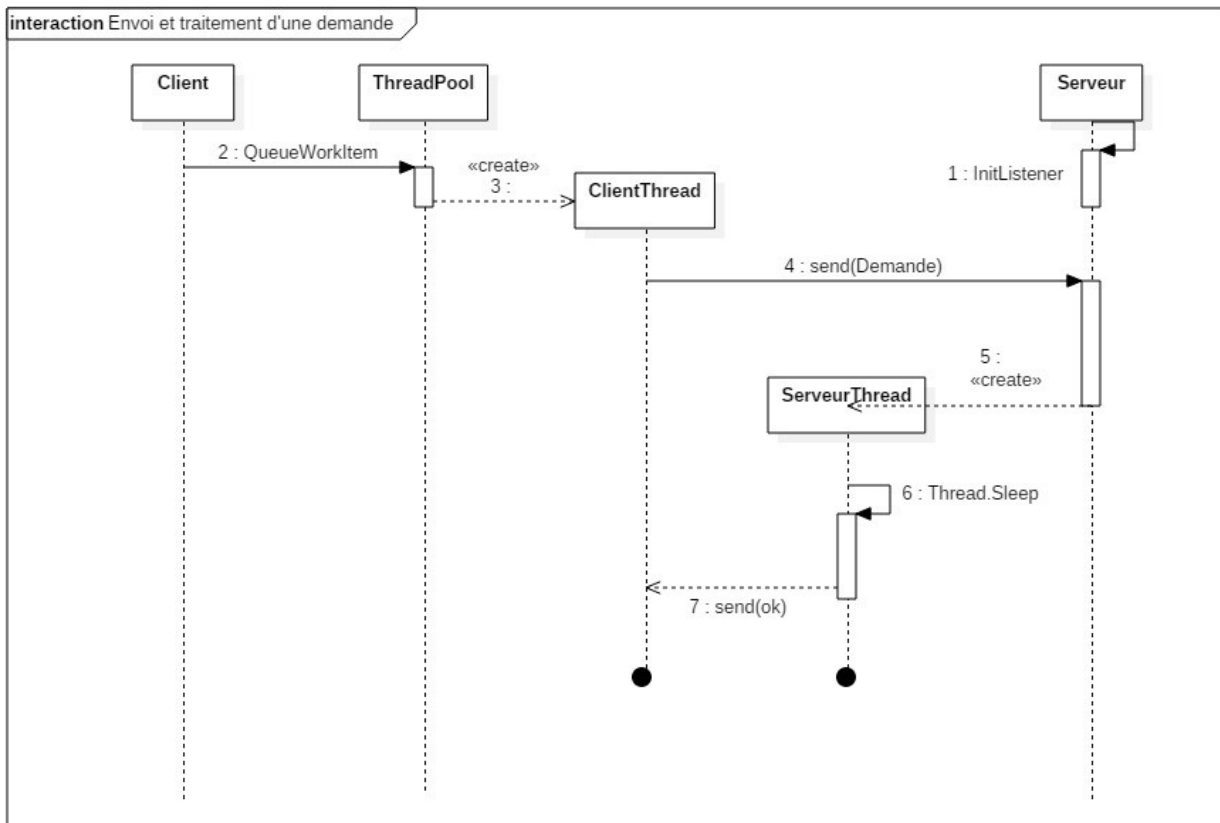 interaction Envoi et traitement d'une demande
Client
ThreadPool
Serveur
2 : QueueWorkItem
«create»
3 :
ClientThread
1 : InitListener
4 : send(Demande)
5 :
«create»
ServeurThread
6 : Thread.Sleep
7 : send(ok)